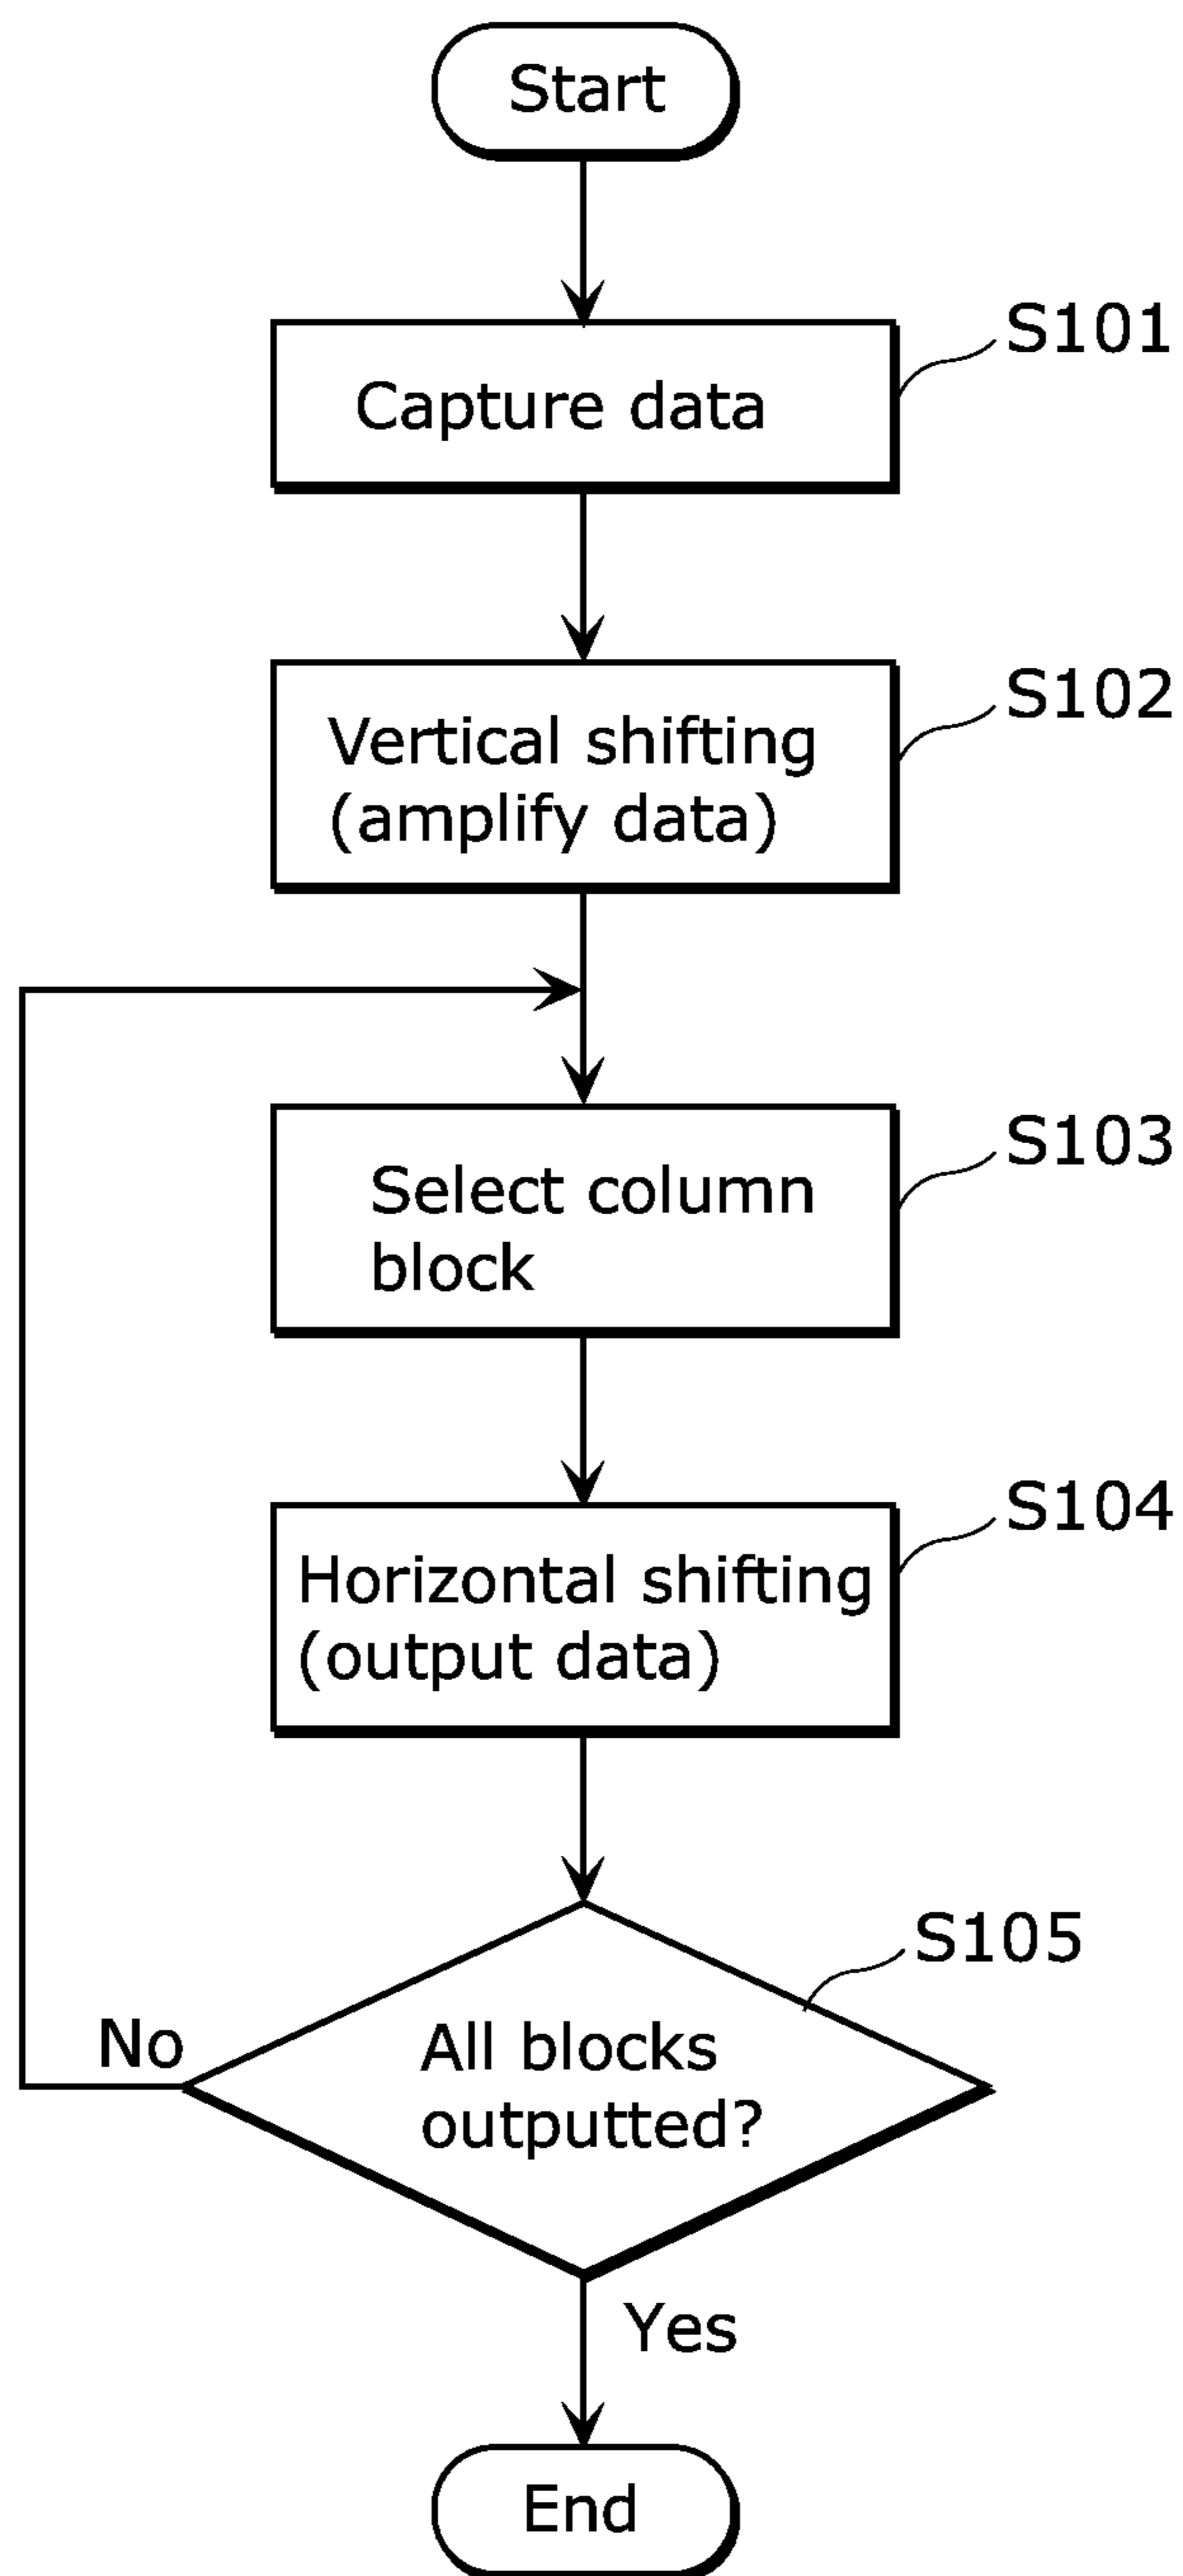 Start
S101
Capture data
S102
Vertical shifting
(amplify data)
S103
Select column
block
S104
Horizontal shifting
(output data)
S105
No
All blocks
outputted?
Yes
End